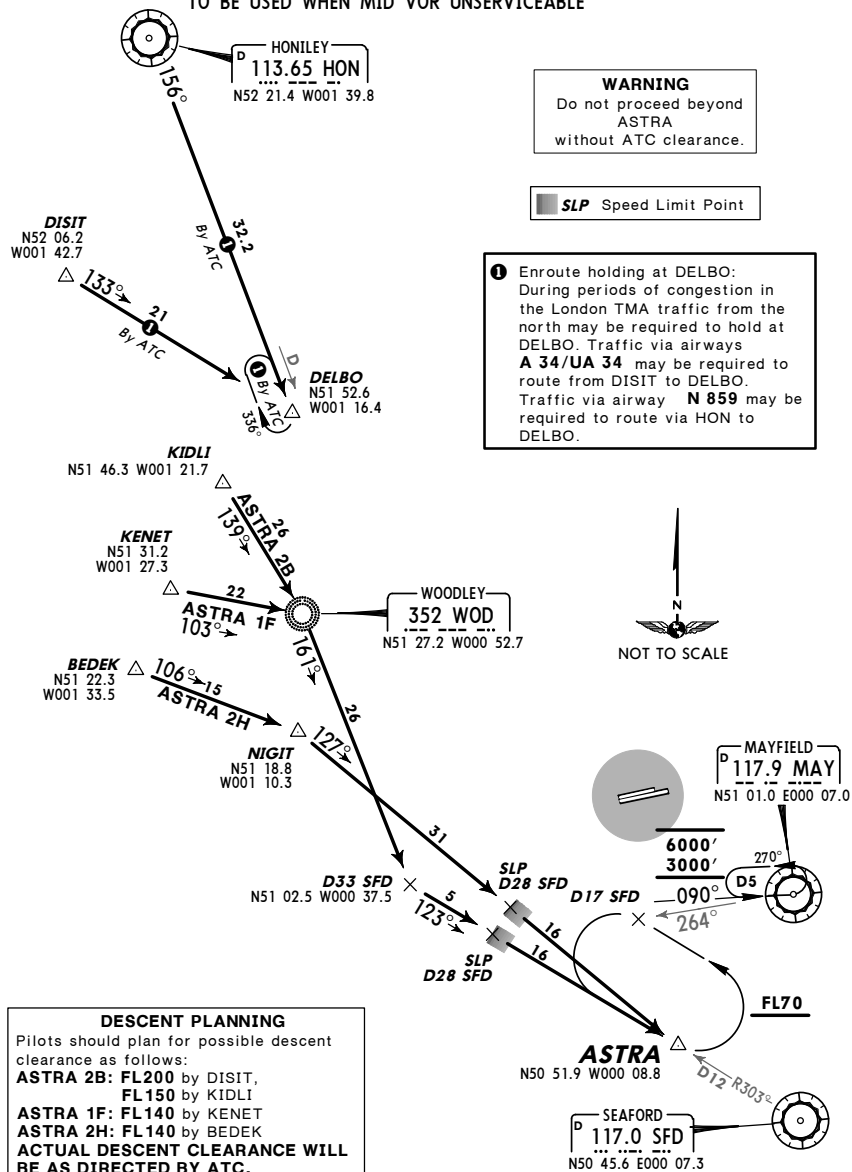 TO BE USED WHEN MID VOR UNSERVICEABLE
HONILEY
D 113.65 HON
N52 21.4 W001 39.8
156°
32.2
By ATC
WARNING
Do not proceed beyond
ASTRA
without ATC clearance.
SLP Speed Limit Point
DISIT
N52 06.2
W001 42.7
133°
21
1
By ATC
1
1 Enroute holding at DELBO:
During periods of congestion in
the London TMA traffic from the
north may be required to hold at
DELBO. Traffic via airways
A 34/UA 34 may be required to
route from DISIT to DELBO.
Traffic via airway N 859 may be
required to route via HON to
DELBO.
D
1 By ATC
336°
DELBO
N51 52.6
W001 16.4
KIDLI
N51 46.3 W001 21.7
26
ASTRA 2B
139°
KENET
N51 31.2
W001 27.3
22
ASTRA 1F
103°
WOODLEY
352 WOD
N51 27.2 W000 52.7
N
NOT TO SCALE
161°
26
BEDEK
N51 22.3
W001 33.5
106°
15
ASTRA 2H
NIGIT
N51 18.8
W001 10.3
127°
31
MAYFIELD
D 117.9 MAY
N51 01.0 E000 07.0
6000'
3000'
270°
D5
090°
264°
D33 SFD
N51 02.5 W000 37.5
5
123°
SLP
D28 SFD
16
D17 SFD
SLP
D28 SFD
16
FL70
ASTRA
N50 51.9 W000 08.8
D12 R303°
SEAFORD
D 117.0 SFD
N50 45.6 E000 07.3
DESCENT PLANNING
Pilots should plan for possible descent
clearance as follows:
ASTRA 2B: FL200 by DISIT,
FL150 by KIDLI
ASTRA 1F: FL140 by KENET
ASTRA 2H: FL140 by BEDEK
ACTUAL DESCENT CLEARANCE WILL
BE AS DIRECTED BY ATC.